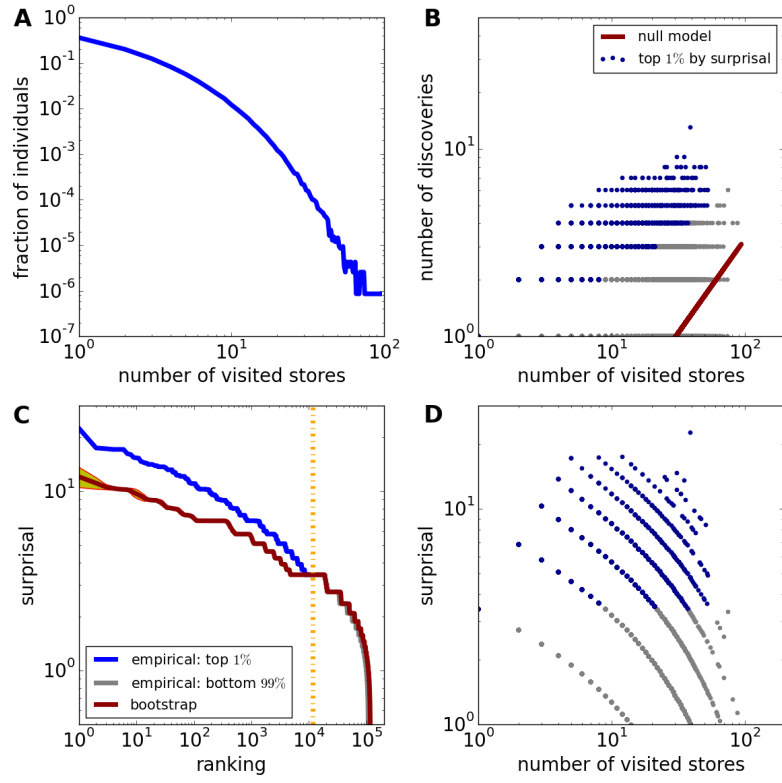 A
fraction of individuals
10^0
10^-1
10^-2
10^-3
10^-4
10^-5
10^-6
10^-7
10^0 10^1 10^2
number of visited stores
B
number of discoveries
null model
top 1% by surprisal
10^1
10^0
10^0 10^1 10^2
number of visited stores
C
surprisal
10^1
10^0
empirical: top 1%
empirical: bottom 99%
bootstrap
10^0 10^1 10^2 10^3 10^4 10^5
ranking
D
surprisal
10^1
10^0
10^0 10^1 10^2
number of visited stores